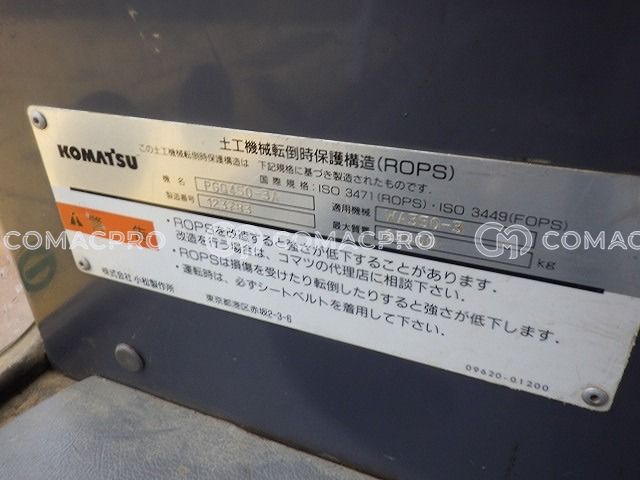 KOMATSU
土工機械転倒時保護構造(ROPS)
この土工機械転倒時保護構造は 下記規格に基づき製造されたものです.
国際規格:ISO 3471(ROPS)・ISO 3449(FOPS)
機 名
製造番号
適用機械 WA350-3
最大質量 kg
警 告
・ROPSを改造すると強さが低下することがあります.
改造を行う場合は、コマツの代理店に相談下さい.
・ROPSは損傷を受けたり転倒したりすると強さが低下します.
・運転時は、必ずシートベルトを着用して下さい.
株式会社 小松製作所 東京都港区赤坂2-3-6
09620-01200
COMACPRO
COMACPRO
COMACPRO